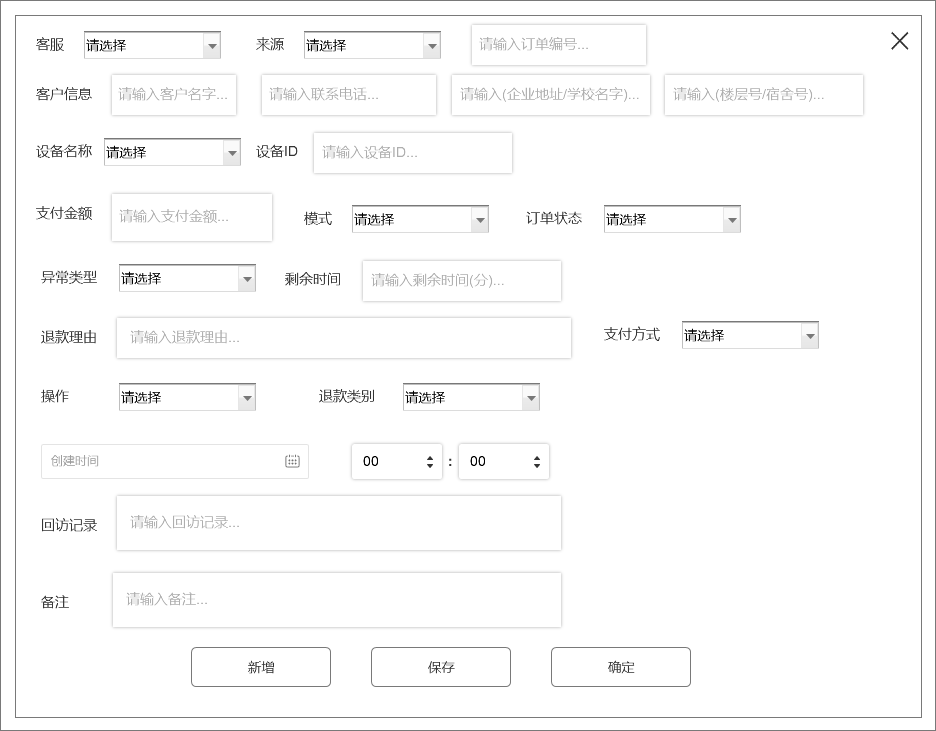 客服 请选择 来源 请选择 请输入订单编号...
客户信息 请输入客户名字... 请输入联系电话... 请输入(企业地址/学校名字)... 请输入(楼层号/宿舍号)...
设备名称 请选择 设备ID 请输入设备ID...
支付金额 请输入支付金额... 模式 请选择 订单状态 请选择
异常类型 请选择 剩余时间 请输入剩余时间(分)...
退款理由 请输入退款理由... 支付方式 请选择
操作 请选择 退款类别 请选择
创建时间 00 : 00
回访记录 请输入回访记录...
备注 请输入备注...
新增 保存 确定